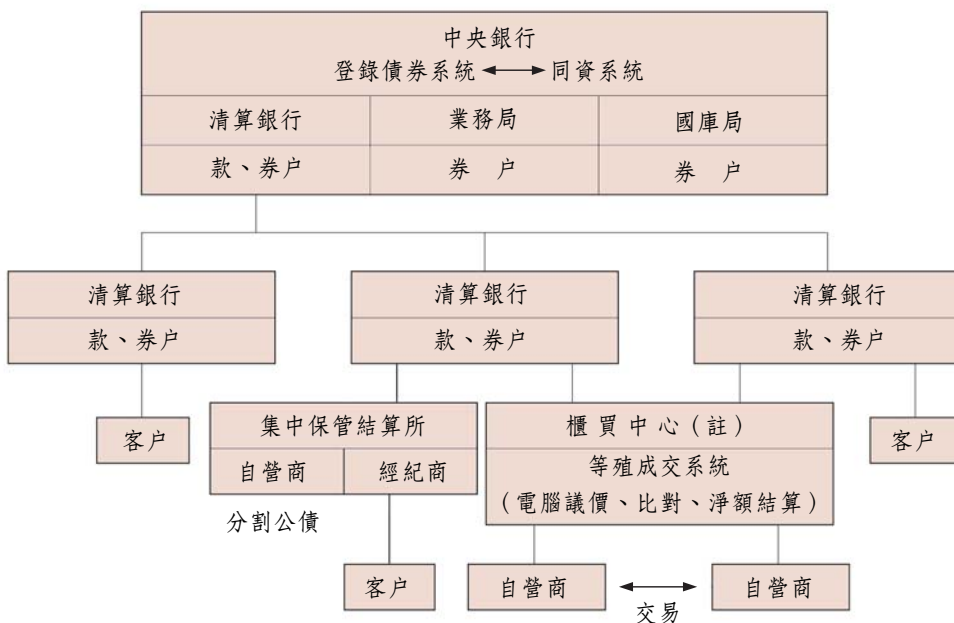 中央銀行
登錄債券系統 同資系統
清算銀行 業務局 國庫局
款、券户 券户 券户
清算銀行 清算銀行 清算銀行
款、券户 款、券户 款、券户
客户 集中保管結算所 櫃買中心(註) 客户
自營商 經紀商 等殖成交系統
(電腦議價、比對、淨額結算)
分割公債
客户 自營商 自營商
交易